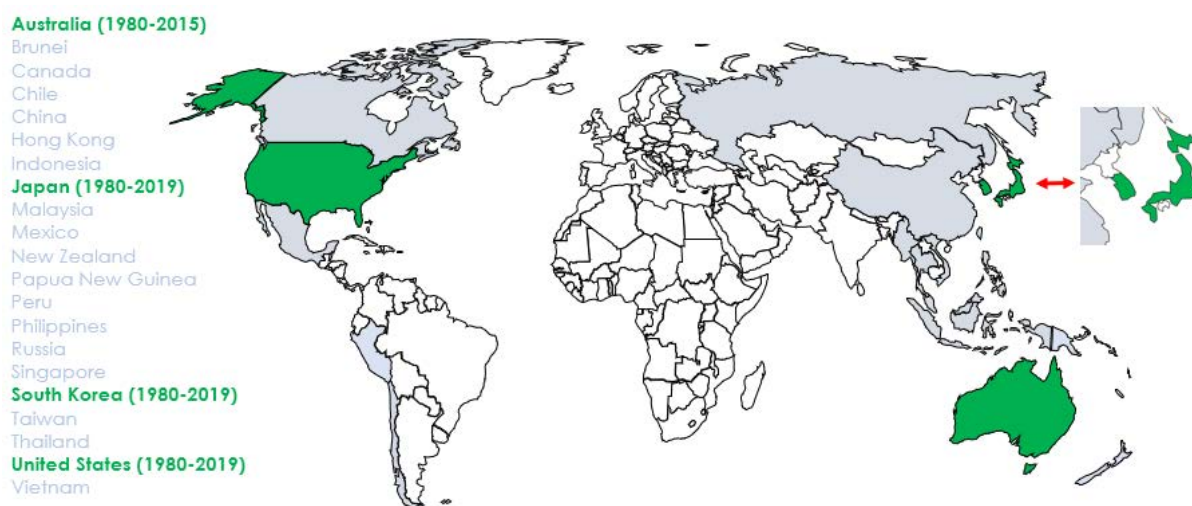 Australia (1980-2015)
Brunei
Canada
Chile
China
Hong Kong
Indonesia
Japan (1980-2019)
Malaysia
Mexico
New Zealand
Papua New Guinea
Peru
Philippines
Russia
Singapore
South Korea (1980-2019)
Taiwan
Thailand
United States (1980-2019)
Vietnam